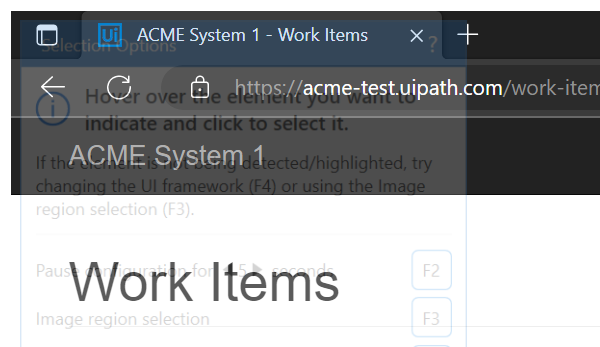 ACME System 1 - Work Items
Selection Options ?
https://acme-test.uipath.com/work-item
Hover over the element you want to
indicate and click to select it.
ACME System 1
If the element is not being detected/highlighted, try
changing the UI framework (F4) or using the Image
region selection (F3).
Pause configuration for 5 seconds F2
Work Items
Image region selection F3